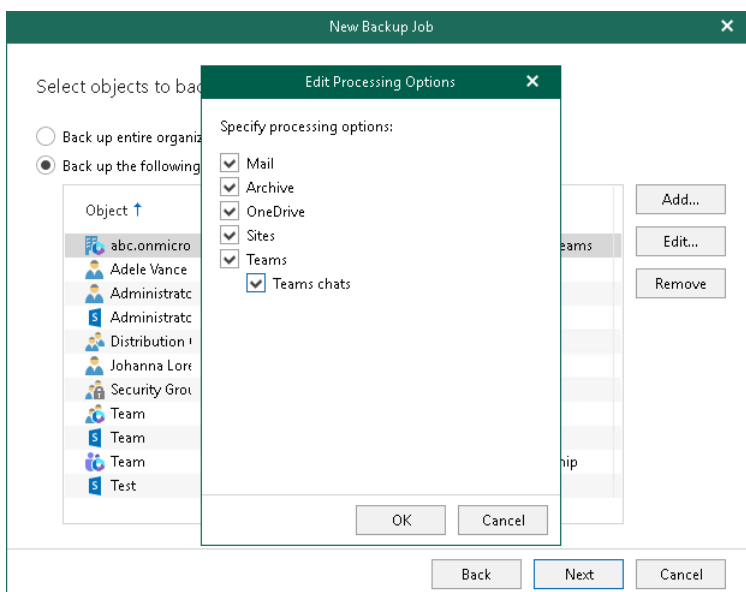 New Backup Job
Select objects to bac
Edit Processing Options
Back up entire organiz
Specify processing options:
Back up the following
Mail
Archive
OneDrive
Sites
Teams
Teams chats
Object
abc.onmicro
eams
Adele Vance
Administratc
Administratc
Distribution
Johanna Lore
Security Grou
Team
Team
Team
hip
Test
Add...
Edit...
Remove
OK
Cancel
Back
Next
Cancel